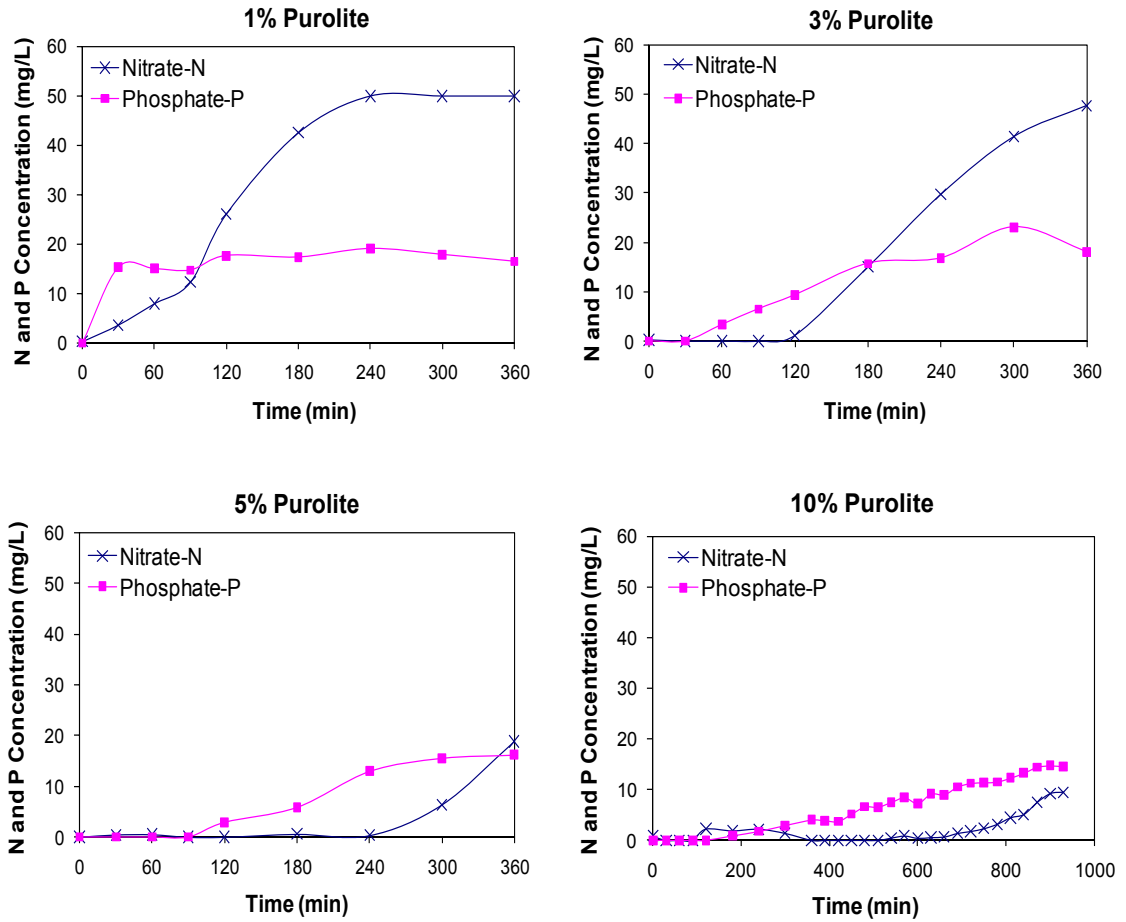 1% Purolite
N and P Concentration (mg/L)
60
50
40
30
20
10
0
Nitrate-N
Phosphate-P
0 60 120 180 240 300 360
Time (min)
3% Purolite
N and P Concentration (mg/L)
60
50
40
30
20
10
0
Nitrate-N
Phosphate-P
0 60 120 180 240 300 360
Time (min)
5% Purolite
N and P Concentration (mg/L)
60
50
40
30
20
10
0
Nitrate-N
Phosphate-P
0 60 120 180 240 300 360
Time (min)
10% Purolite
N and P Concentration (mg/L)
60
50
40
30
20
10
0
Nitrate-N
Phosphate-P
0 200 400 600 800 1000
Time (min)